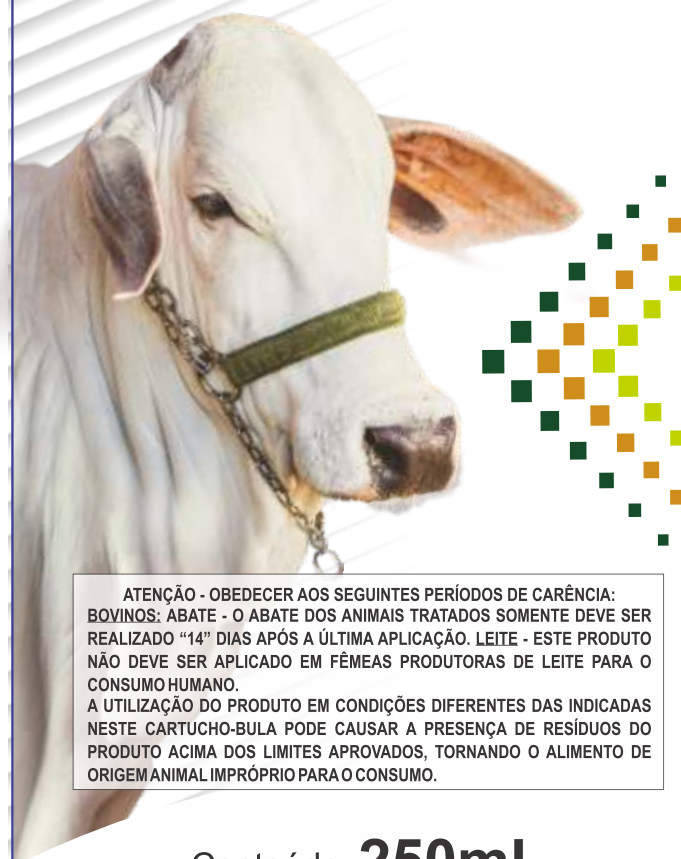 ATENÇÃO - OBEDECER AOS SEGUINTES PERÍODOS DE CARÊNCIA:
BOVINOS: ABATE - O ABATE DOS ANIMAIS TRATADOS SOMENTE DEVE SER
REALIZADO “14” DIAS APÓS A ÚLTIMA APLICAÇÃO. LEITE - ESTE PRODUTO
NÃO DEVE SER APLICADO EM FÊMEAS PRODUTORAS DE LEITE PARA O
CONSUMO HUMANO.
A UTILIZAÇÃO DO PRODUTO EM CONDIÇÕES DIFERENTES DAS INDICADAS
NESTE CARTUCHO-BULA PODE CAUSAR A PRESENÇA DE RESÍDUOS DO
PRODUTO ACIMA DOS LIMITES APROVADOS, TORNANDO O ALIMENTO DE
ORIGEM ANIMAL IMPRÓPRIO PARA O CONSUMO.
Conteúdo 250ml